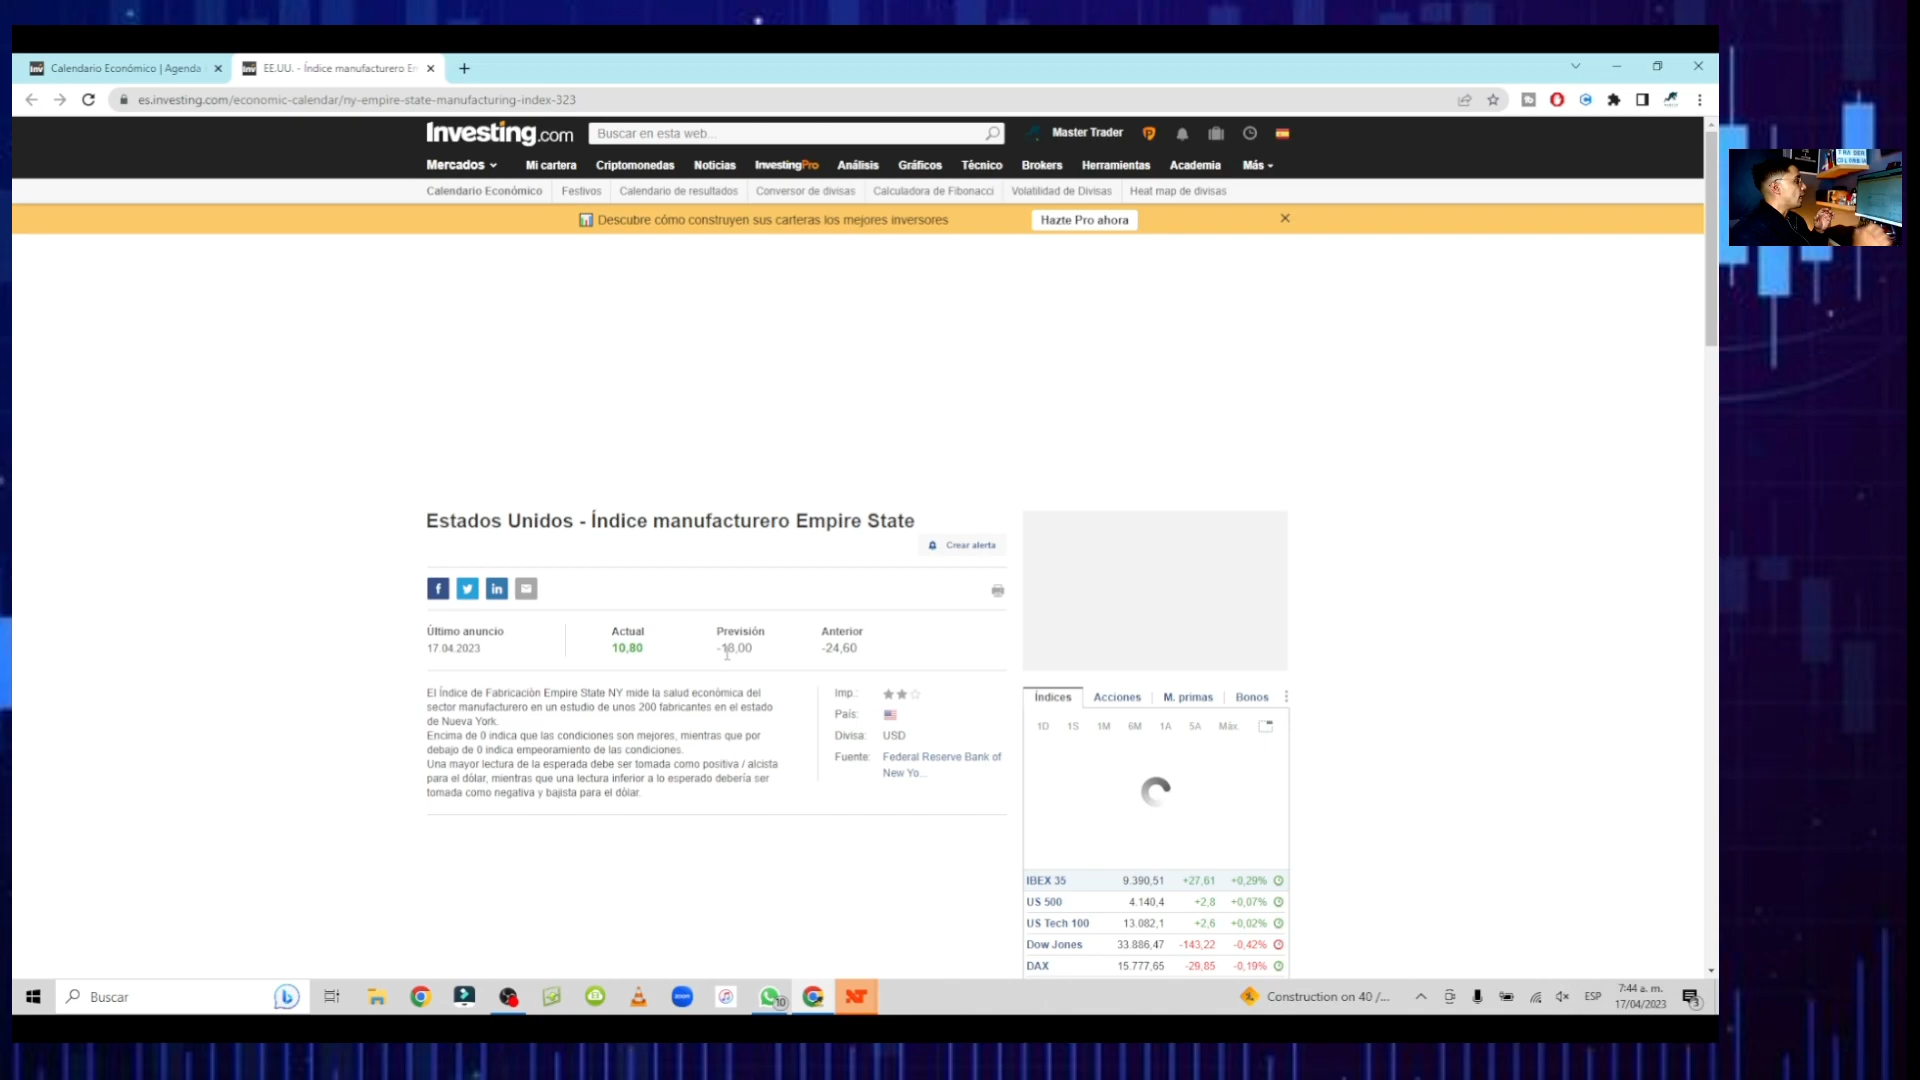 Calendario Económico | Agenda
EE.UU. - Índice manufacturero En
es.investing.com/economic-calendar/ny-empire-state-manufacturing-index-323
Investing.com
Buscar en esta web...
Master Trader
Mercados
Mi cartera
Criptomonedas
Noticias
InvestingPro
Análisis
Gráficos
Técnico
Brokers
Herramientas
Academia
Más
Calendario Económico
Festivos
Calendario de resultados
Conversor de divisas
Calculadora de Fibonacci
Volatilidad de Divisas
Heat map de divisas
Descubre cómo construyen sus carteras los mejores inversores
Hazte Pro ahora
Estados Unidos - Índice manufacturero Empire State
Crear alerta
Último anuncio
17.04.2023
Actual
10,80
Previsión
-18,00
Anterior
-24,60
El Índice de Fabricación Empire State NY mide la salud económica del
sector manufacturero en un estudio de unos 200 fabricantes en el estado
de Nueva York.
Encima de 0 indica que las condiciones son mejores, mientras que por
debajo de 0 indica empeoramiento de las condiciones.
Una mayor lectura de la esperada debe ser tomada como positiva / alcista
para el dólar, mientras que una lectura inferior a lo esperado debería ser
tomada como negativa y bajista para el dólar.
Imp.:
País:
Divisa: USD
Fuente: Federal Reserve Bank of
New Yo...
Índices
Acciones
M. primas
Bonos
1D 1S 1M 6M 1A 5A Máx.
IBEX 35 9.390,51 +27,61 +0,29%
US 500 4.140,4 +2,8 +0,07%
US Tech 100 13.082,1 +2,6 +0,02%
Dow Jones 33.886,47 -143,22 -0,42%
DAX 15.777,65 -29,85 -0,19%
Buscar
Construction on 40 /...
ESP
7:44 a. m.
17/04/2023